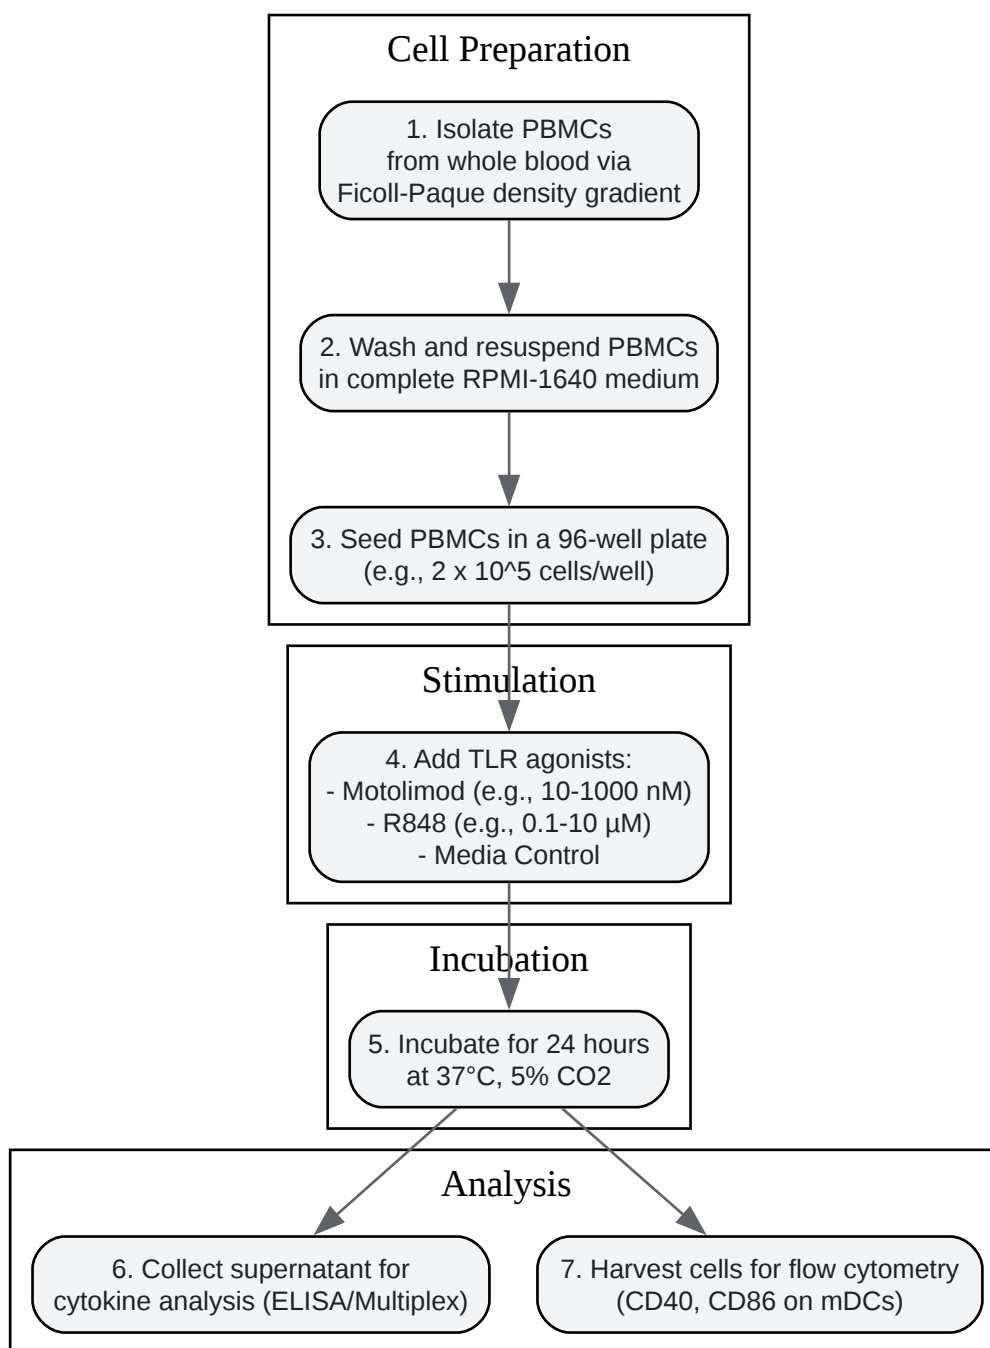 Cell Preparation
1. Isolate PBMCs
from whole blood via
Ficoll-Paque density gradient
2. Wash and resuspend PBMCs
in complete RPMI-1640 medium
3. Seed PBMCs in a 96-well plate
(e.g., 2 x 10^5 cells/well)
Stimulation
4. Add TLR agonists:
- Motolimod (e.g., 10-1000 nM)
- R848 (e.g., 0.1-10 µM)
- Media Control
Incubation
5. Incubate for 24 hours
at 37°C, 5% CO2
Analysis
6. Collect supernatant for
cytokine analysis (ELISA/Multiplex)
7. Harvest cells for flow cytometry
(CD40, CD86 on mDCs)